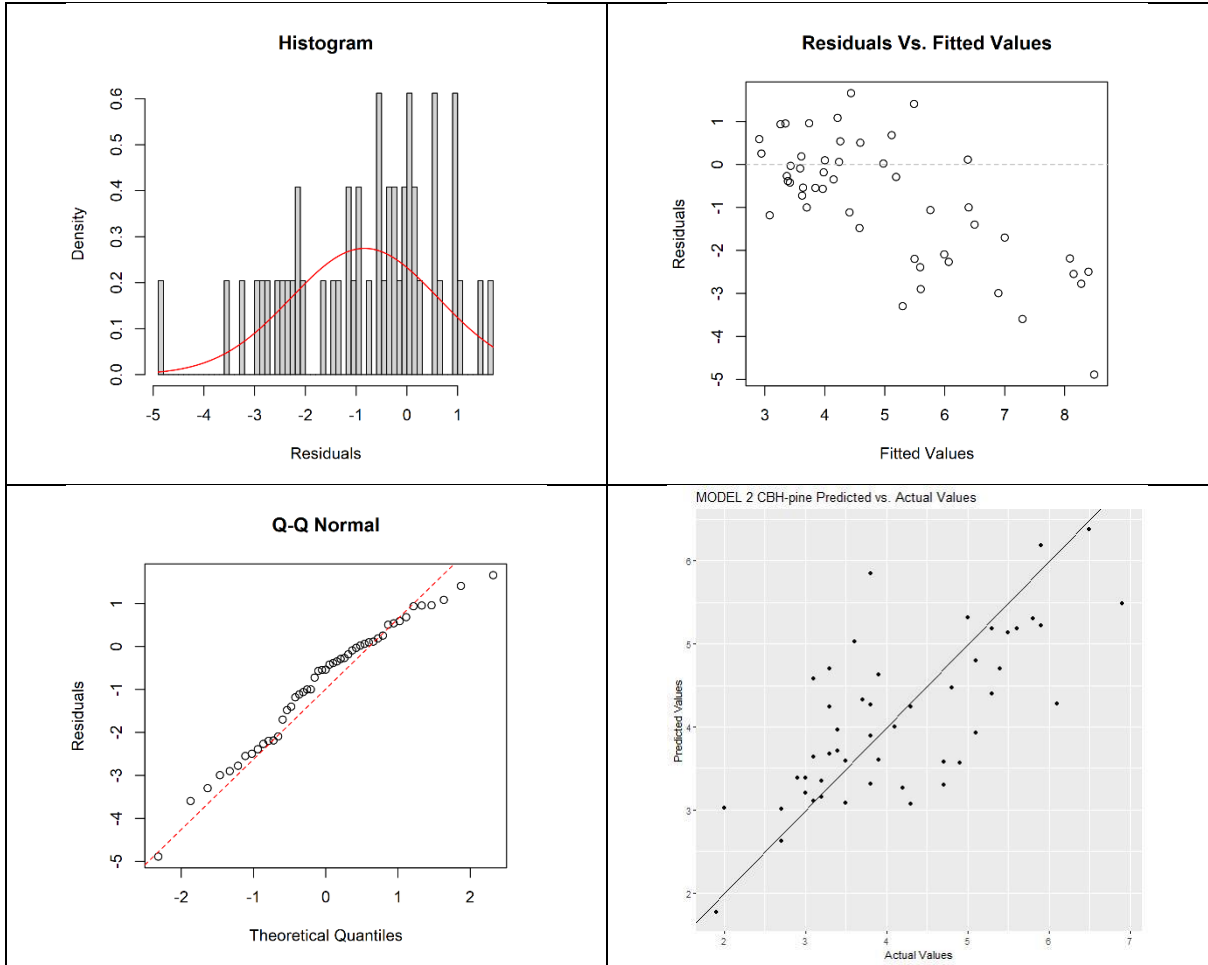 Histogram
0.6
0.5
0.4
0.3
0.2
0.1
0.0
Density
-5 -4 -3 -2 -1 0 1
Residuals
Residuals Vs. Fitted Values
1
0
-1
-2
-3
-4
-5
Residuals
3 4 5 6 7 8
Fitted Values
Q-Q Normal
1
0
-1
-2
-3
-4
-5
Residuals
-2 -1 0 1 2
Theoretical Quantiles
MODEL 2 CBH-pine Predicted vs. Actual Values
6
5
4
3
2
Predicted Values
2 3 4 5 6 7
Actual Values